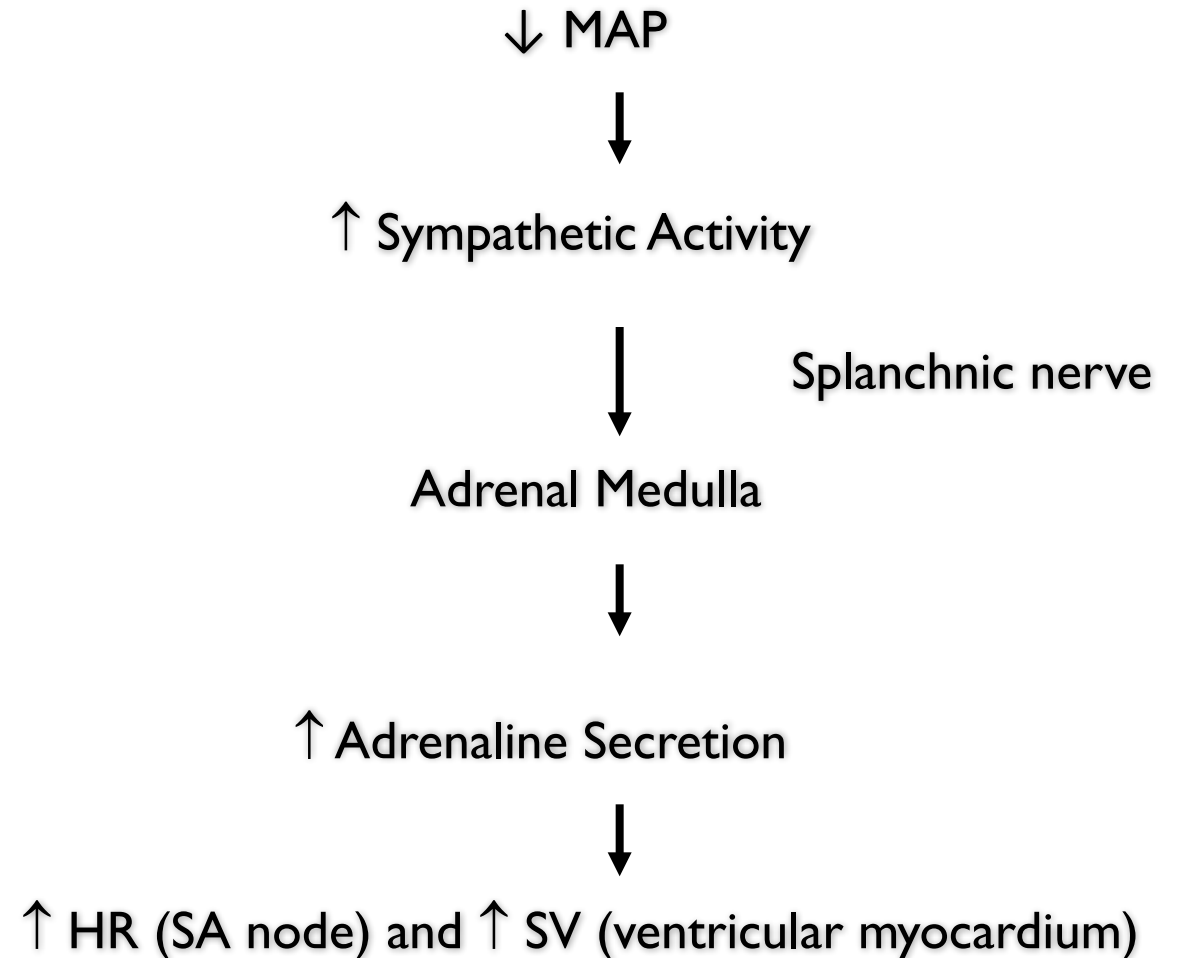 ↓ MAP
↑ Sympathetic Activity
Splanchnic nerve
Adrenal Medulla
↑ Adrenaline Secretion
↑ HR (SA node) and ↑ SV (ventricular myocardium)